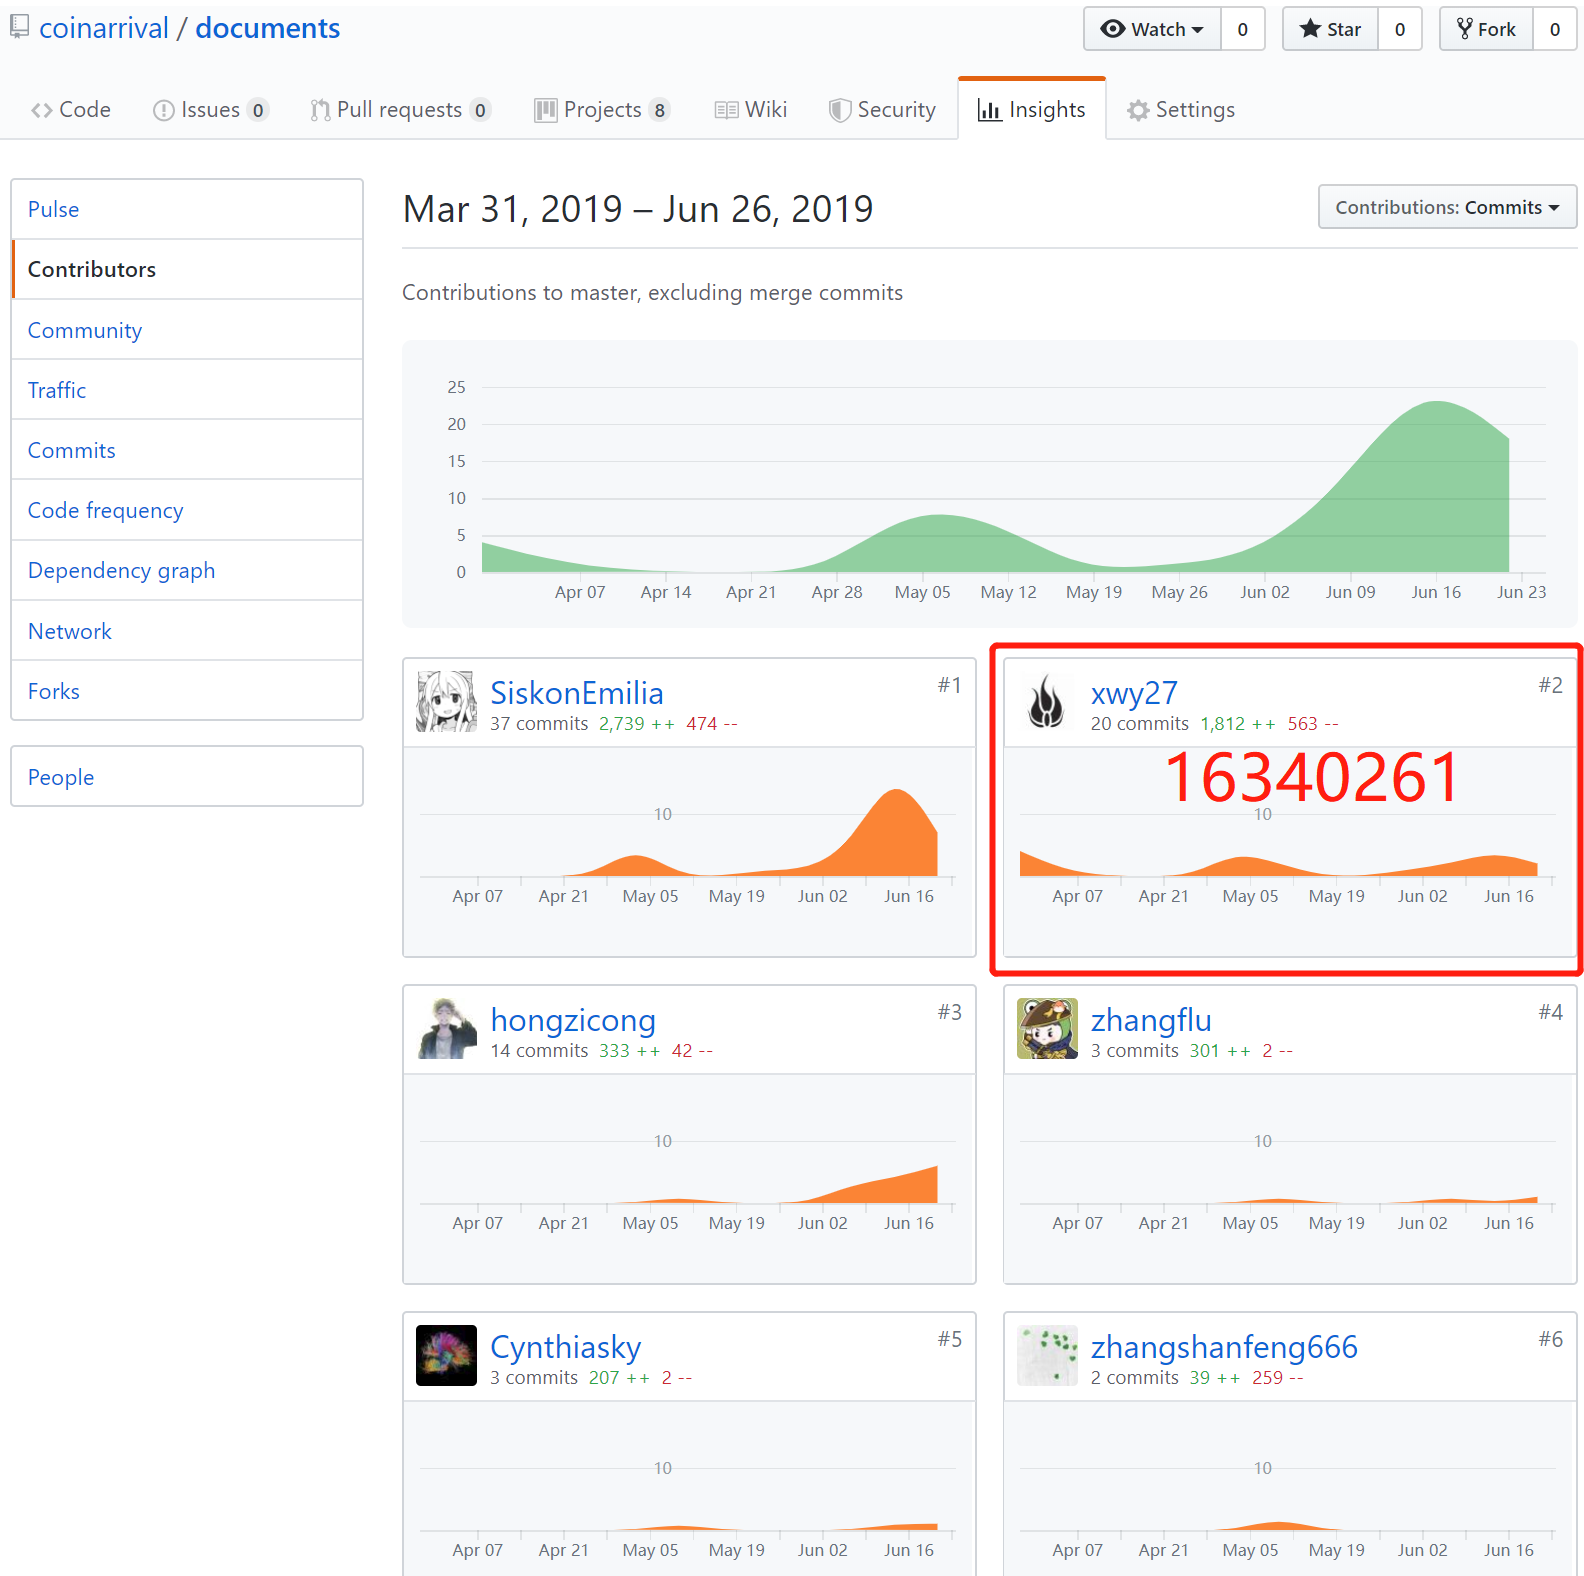 coinarrival / documents
Watch 0 Star 0 Fork 0
Code Issues 0 Pull requests 0 Projects 8 Wiki Security Insights Settings
Pulse
Contributors
Community
Traffic
Commits
Code frequency
Dependency graph
Network
Forks
People
Mar 31, 2019 – Jun 26, 2019
Contributions: Commits
Contributions to master, excluding merge commits
25
20
15
10
5
0
Apr 07 Apr 14 Apr 21 Apr 28 May 05 May 12 May 19 May 26 Jun 02 Jun 09 Jun 16 Jun 23
SiskonEmilia #1
37 commits 2,739 ++ 474 --
10
Apr 07 Apr 21 May 05 May 19 Jun 02 Jun 16
xwy27 #2
20 commits 1,812 ++ 563 --
16340261
10
Apr 07 Apr 21 May 05 May 19 Jun 02 Jun 16
hongzicong #3
14 commits 333 ++ 42 --
10
Apr 07 Apr 21 May 05 May 19 Jun 02 Jun 16
zhangflu #4
3 commits 301 ++ 2 --
10
Apr 07 Apr 21 May 05 May 19 Jun 02 Jun 16
Cynthiasky #5
3 commits 207 ++ 2 --
10
Apr 07 Apr 21 May 05 May 19 Jun 02 Jun 16
zhangshanfeng666 #6
2 commits 39 ++ 259 --
10
Apr 07 Apr 21 May 05 May 19 Jun 02 Jun 16